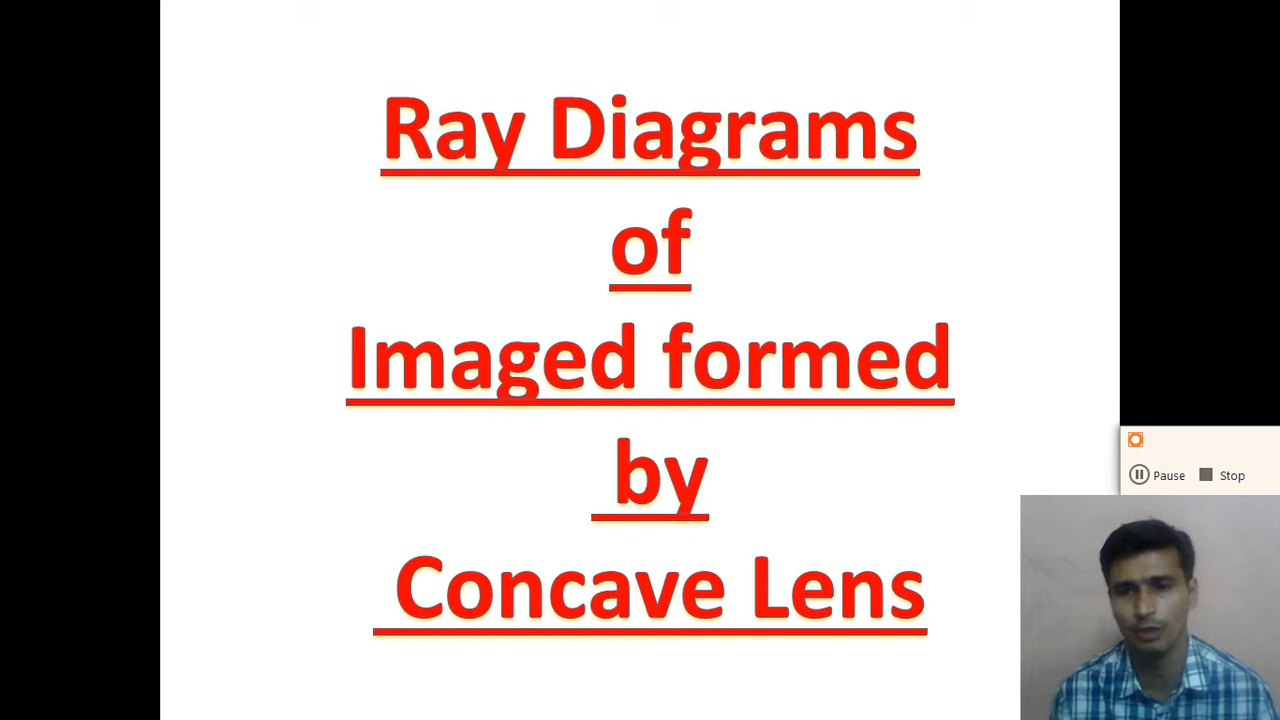 Ray Diagrams
of
Imaged formed
by
Concave Lens
Pause Stop